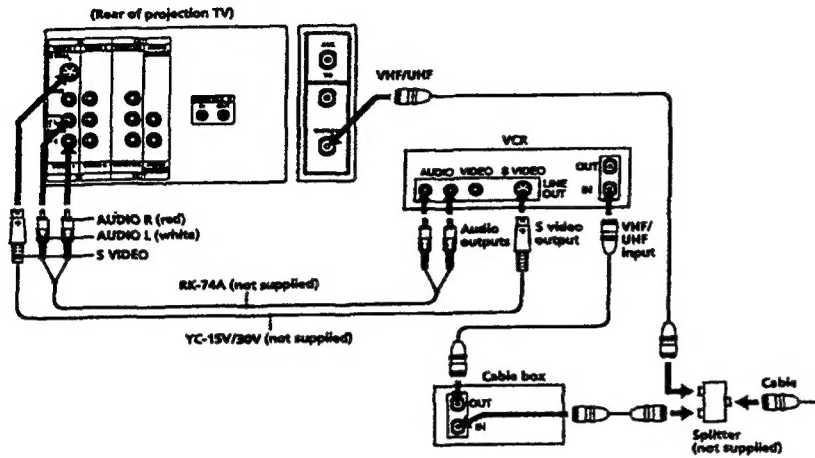 (Rear of projection TV)
VHF/UHF
VCR
AUDIO VIDEO S VIDEO
OUT
LINE
OUT
IN
AUDIO R (red)
AUDIO L (white)
S VIDEO
Audio
outputs
S video
output
VHF/
UHF
input
RK-74A (not supplied)
YC-15V/30V (not supplied)
Cable box
OUT
IN
Cable
Splitter
(not supplied)